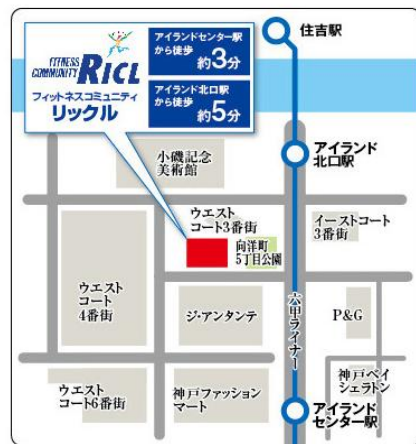 住吉駅
FITNESS
COMMUNITY RICL
フィットネスコミュニティ
リックル
アイランドセンター駅
から徒歩
約3分
アイランド北口駅
から徒歩
約5分
アイランド
北口駅
小磯記念
美術館
ウエスト
コート3番街
イーストコート
3番街
向洋町
5丁目公園
ウエスト
コート
4番街
ジ・アンタンテ
六甲ライナー
P&G
ウエスト
コート6番街
神戸ファッション
マート
神戸ベイ
シェラトン
アイランド
センター駅